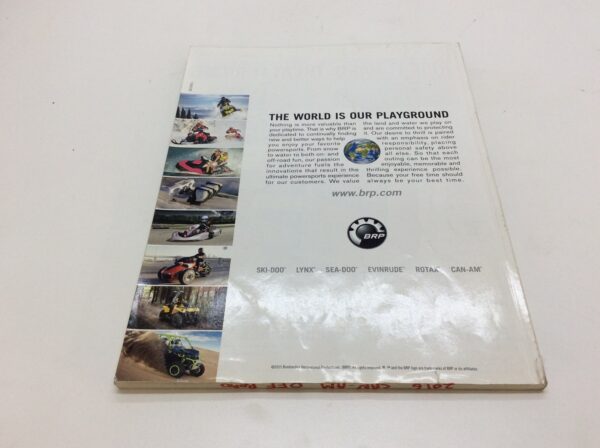 THE WORLD IS OUR PLAYGROUND
Nothing is more valuable than
your playtime. That is why BRP is
dedicated to continually finding
new and better ways to help
you enjoy your favorite
powersports. From snow
to water to both on- and
off-road fun, our passion
for adventure fuels the
innovations that result in the
ultimate powersports experience
for our customers. We value
the land and water we play on
and are committed to protecting
it. Our desire to thrill is paired
with an emphasis on rider
responsibility, placing
personal safety above
all else. So that each
outing can be the most
enjoyable, memorable and
thrilling experience possible.
Because your free time should
always be your best time.
www.brp.com
BRP
SKI-DOO® LYNX® SEA-DOO® EVINRUDE® ROTAX® CAN-AM®
2016 CAN-AM OFF ROAD